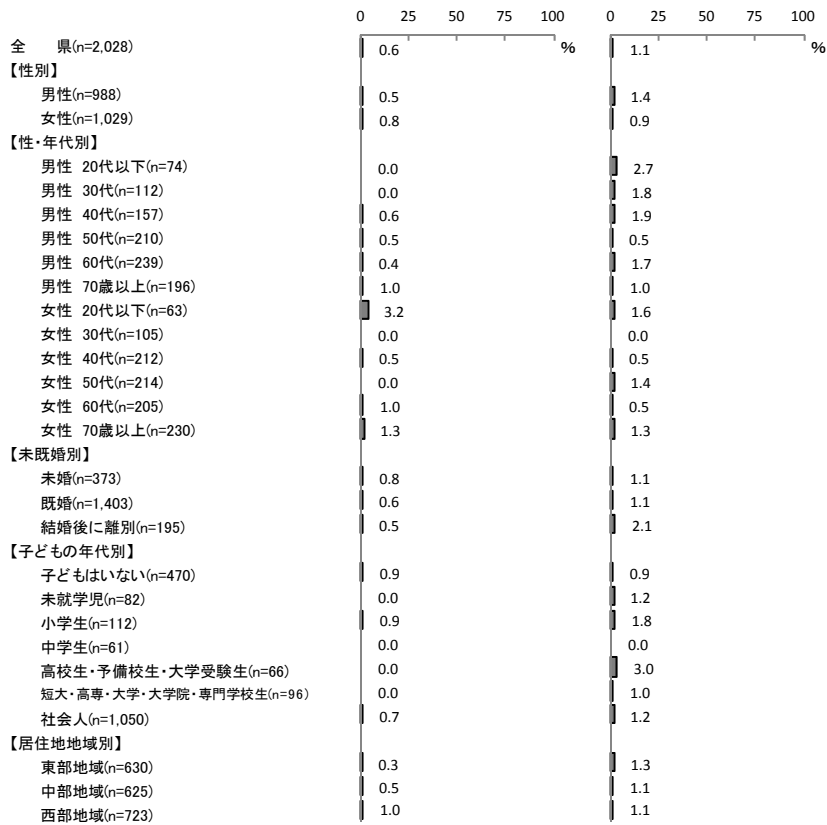 0 25 50 75 100 0 25 50 75 100
全　　県(n=2,028) 0.6 % 1.1 %
【性別】
男性(n=988) 0.5 1.4
女性(n=1,029) 0.8 0.9
【性・年代別】
男性 20代以下(n=74) 0.0 2.7
男性 30代(n=112) 0.0 1.8
男性 40代(n=157) 0.6 1.9
男性 50代(n=210) 0.5 0.5
男性 60代(n=239) 0.4 1.7
男性 70歳以上(n=196) 1.0 1.0
女性 20代以下(n=63) 3.2 1.6
女性 30代(n=105) 0.0 0.0
女性 40代(n=212) 0.5 0.5
女性 50代(n=214) 0.0 1.4
女性 60代(n=205) 1.0 0.5
女性 70歳以上(n=230) 1.3 1.3
【未既婚別】
未婚(n=373) 0.8 1.1
既婚(n=1,403) 0.6 1.1
結婚後に離別(n=195) 0.5 2.1
【子どもの年代別】
子どもはいない(n=470) 0.9 0.9
未就学児(n=82) 0.0 1.2
小学生(n=112) 0.9 1.8
中学生(n=61) 0.0 0.0
高校生・予備校生・大学受験生(n=66) 0.0 3.0
短大・高専・大学・大学院・専門学校生(n=96) 0.0 1.0
社会人(n=1,050) 0.7 1.2
【居住地地域別】
東部地域(n=630) 0.3 1.3
中部地域(n=625) 0.5 1.1
西部地域(n=723) 1.0 1.1